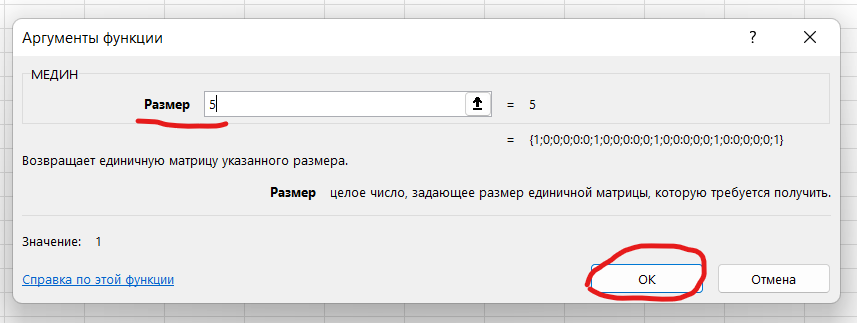 Аргументы функции ? ×
МЕДИН
Размер 5 = 5
= {1;0;0;0;0:0;1;0;0;0:0;0;1;0;0:0;0;0;1;0:0;0;0;0;1}
Возвращает единичную матрицу указанного размера.
Размер целое число, задающее размер единичной матрицы, которую требуется получить.
Значение: 1
Справка по этой функции ОК Отмена